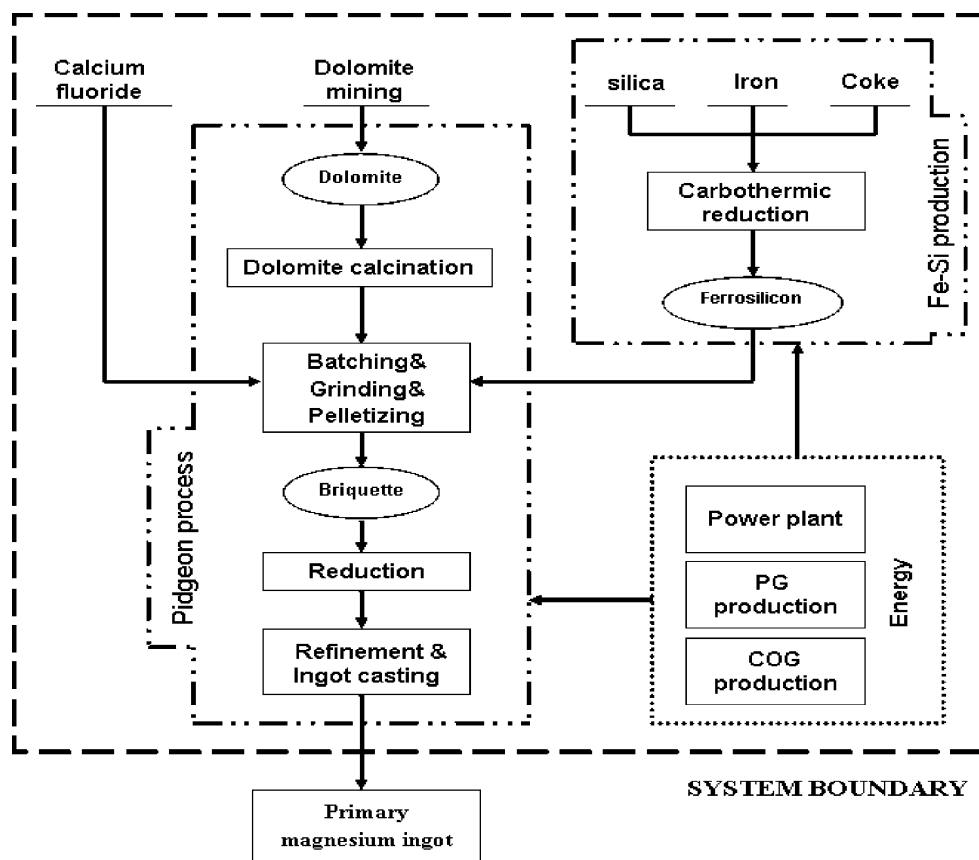 Calcium
fluoride
Dolomite
mining
silica
Iron
Coke
Dolomite
Carbothermic
reduction
Dolomite calcination
Ferrosilicon
Fe-Si production
Batching&
Grinding&
Pelletizing
Pidgeon process
Briquette
Power plant
Reduction
PG
production
Energy
Refinement &
Ingot casting
COG
production
SYSTEM BOUNDARY
Primary
magnesium ingot